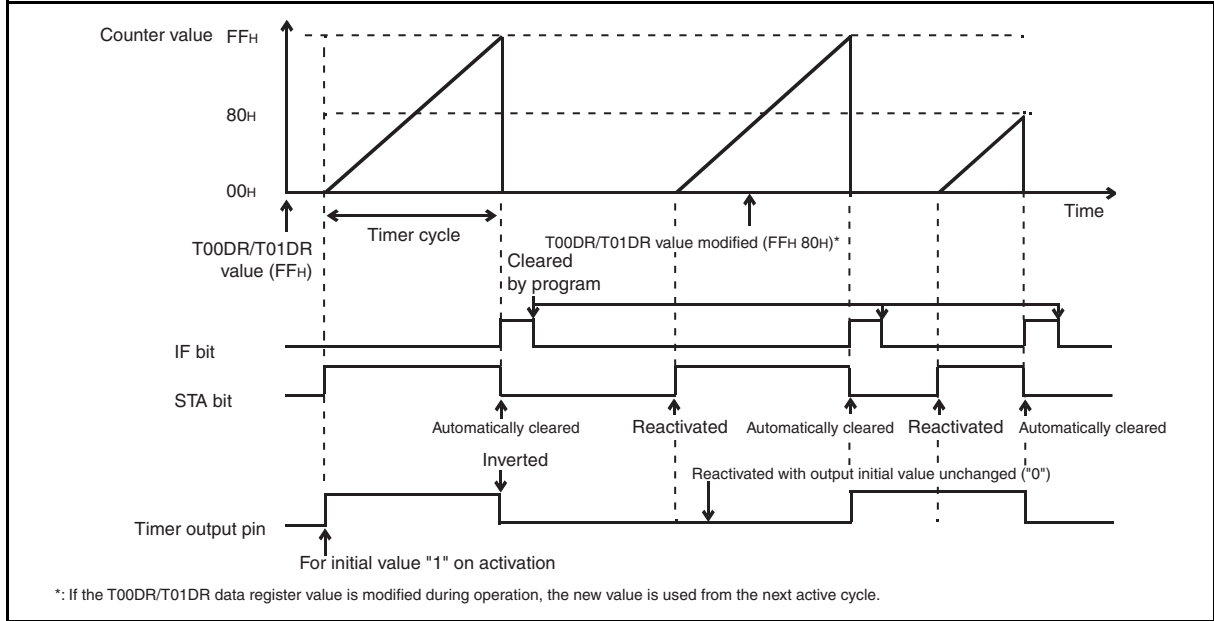 Counter value FFH
80H
00H
Time
Timer cycle
T00DR/T01DR
value (FFH)
T00DR/T01DR value modified (FFH 80H)*
Cleared
by program
IF bit
STA bit
Automatically cleared
Reactivated
Automatically cleared
Reactivated
Automatically cleared
Inverted
Reactivated with output initial value unchanged ("0")
Timer output pin
For initial value "1" on activation
*: If the T00DR/T01DR data register value is modified during operation, the new value is used from the next active cycle.